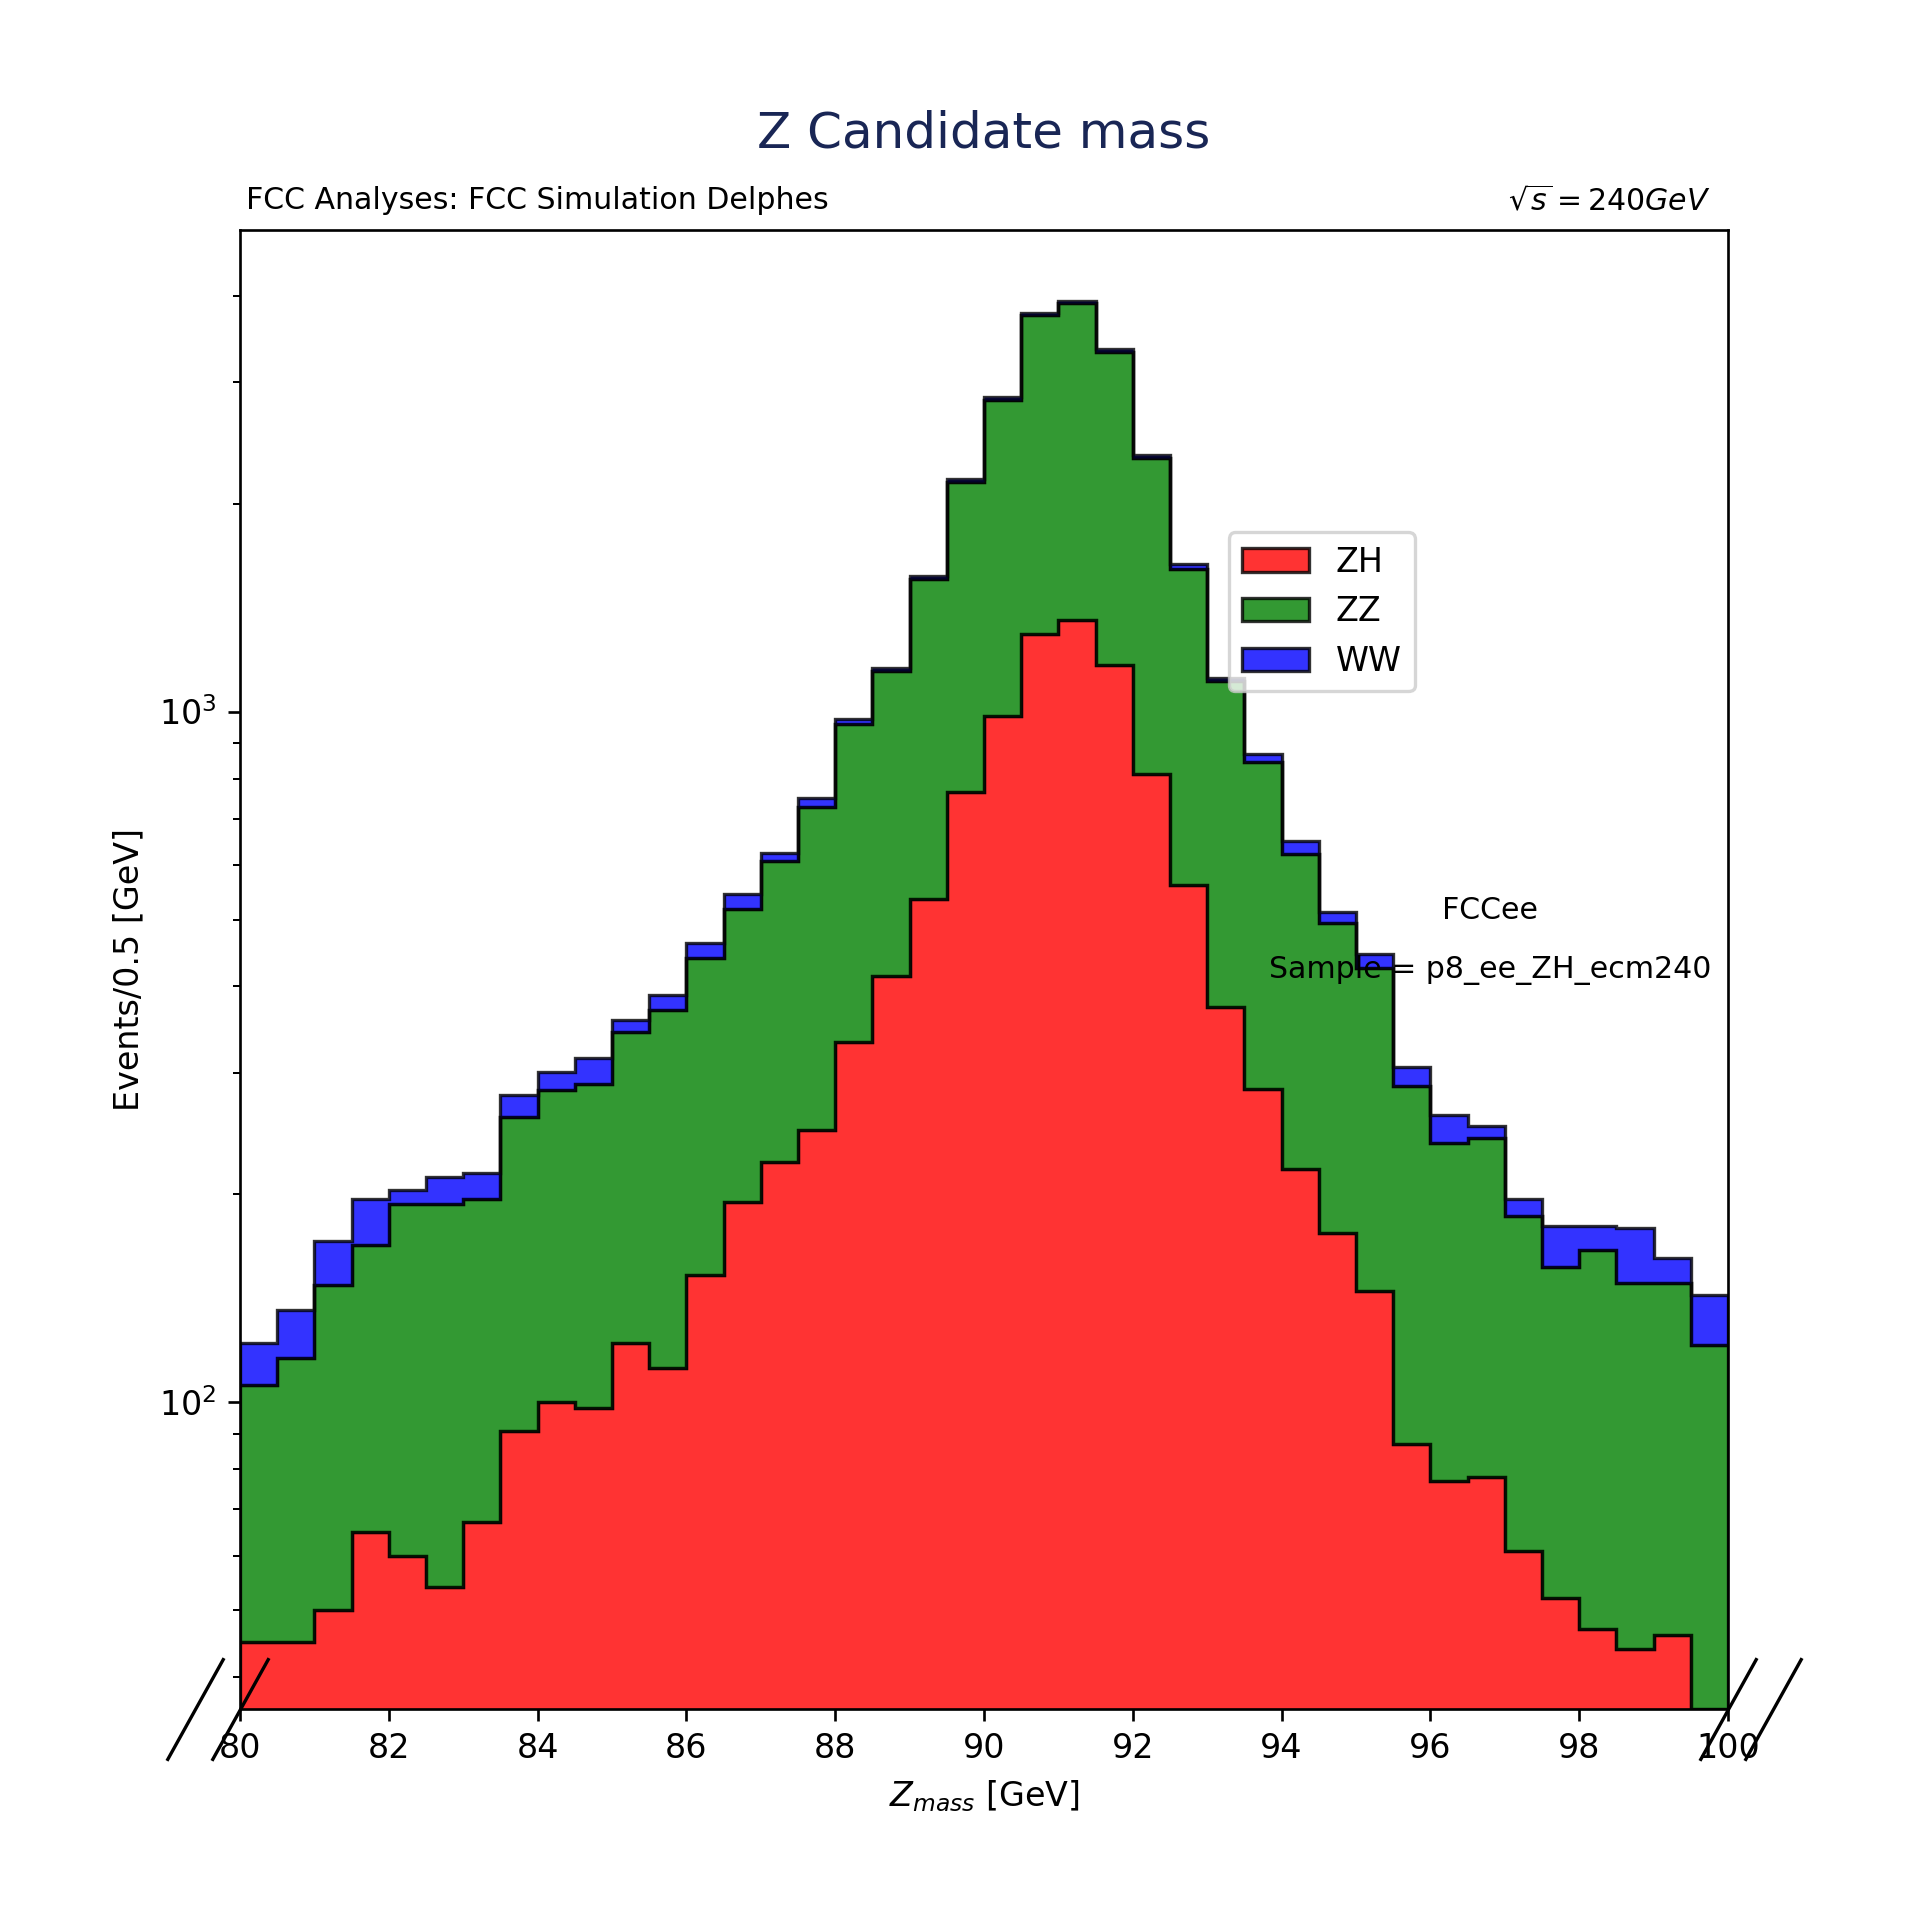 Z Candidate mass
FCC Analyses: FCC Simulation Delphes
√s = 240GeV
ZH
ZZ
WW
10³
Events/0.5 [GeV]
FCCee
Sample = p8_ee_ZH_ecm240
10²
80 82 84 86 88 90 92 94 96 98 100
Z_mass [GeV]